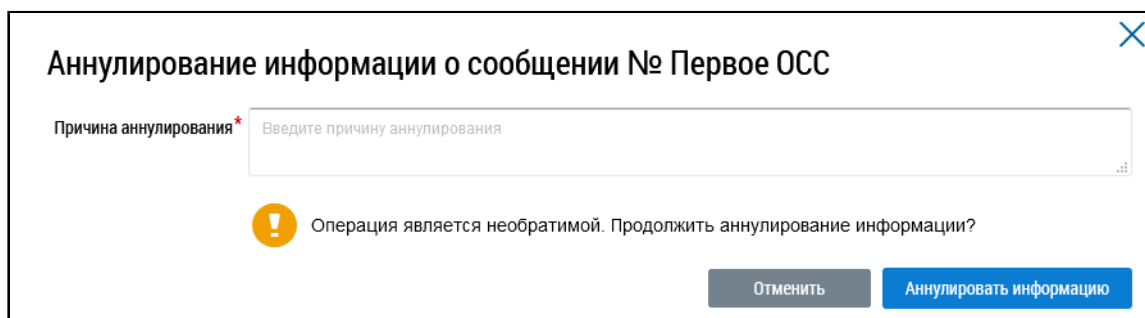 Аннулирование информации о сообщении № Первое ОСС
Причина аннулирования*
Введите причину аннулирования
Операция является необратимой. Продолжить аннулирование информации?
Отменить
Аннулировать информацию